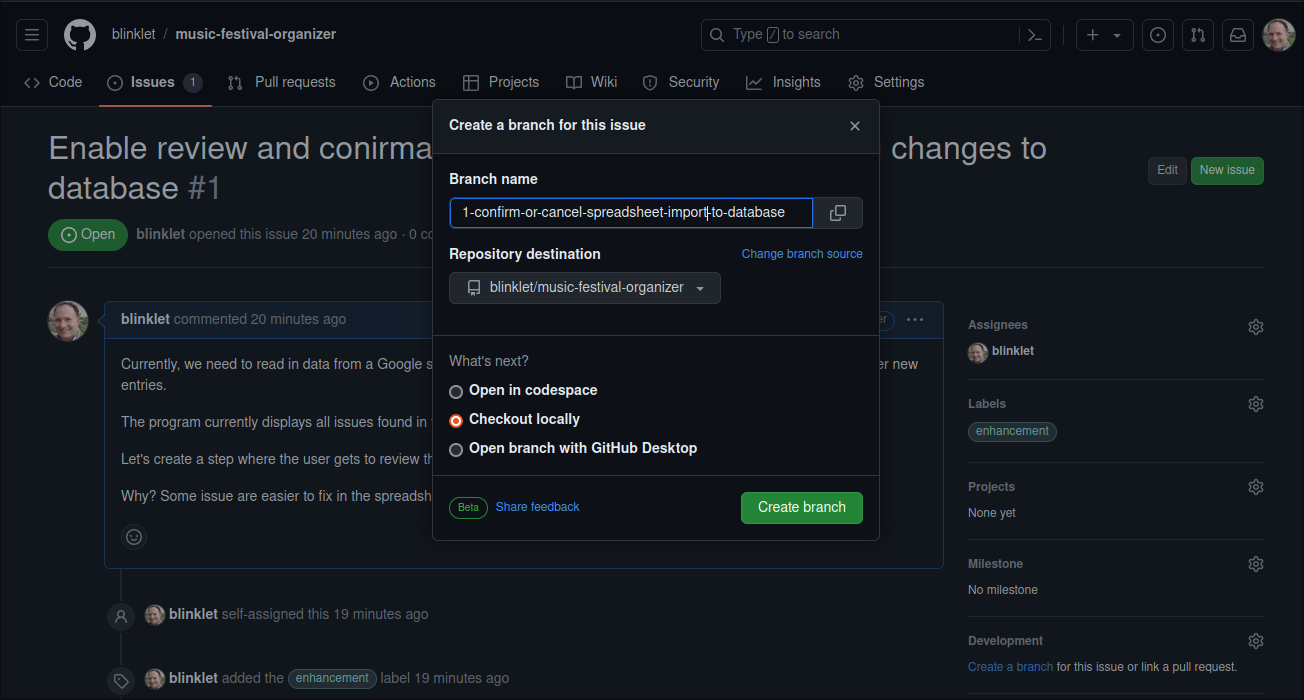 blinklet / music-festival-organizer
Type / to search
Code
Issues 1
Pull requests
Actions
Projects
Wiki
Security
Insights
Settings
Create a branch for this issue
Enable review and conirma
changes to
database #1
Edit
New issue
Branch name
1-confirm-or-cancel-spreadsheet-import-to-database
Open
blinklet opened this issue 20 minutes ago · 0 co
Repository destination
Change branch source
blinklet/music-festival-organizer
blinklet commented 20 minutes ago
er
Currently, we need to read in data from a Google s
er new
entries.
The program currently displays all issues found in
Let's create a step where the user gets to review th
Why? Some issue are easier to fix in the spreadsh
What's next?
Open in codespace
Checkout locally
Open branch with GitHub Desktop
Beta
Share feedback
Create branch
Assignees
blinklet
Labels
enhancement
Projects
None yet
Milestone
No milestone
Development
Create a branch for this issue or link a pull request.
blinklet self-assigned this 19 minutes ago
blinklet added the enhancement label 19 minutes ago